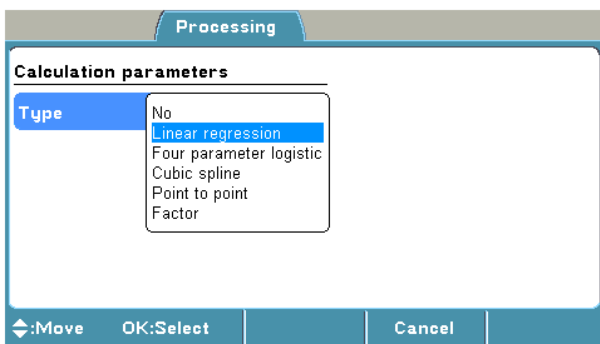 Processing
Calculation parameters
Type
No
Linear regression
Four parameter logistic
Cubic spline
Point to point
Factor
:Move OK:Select Cancel